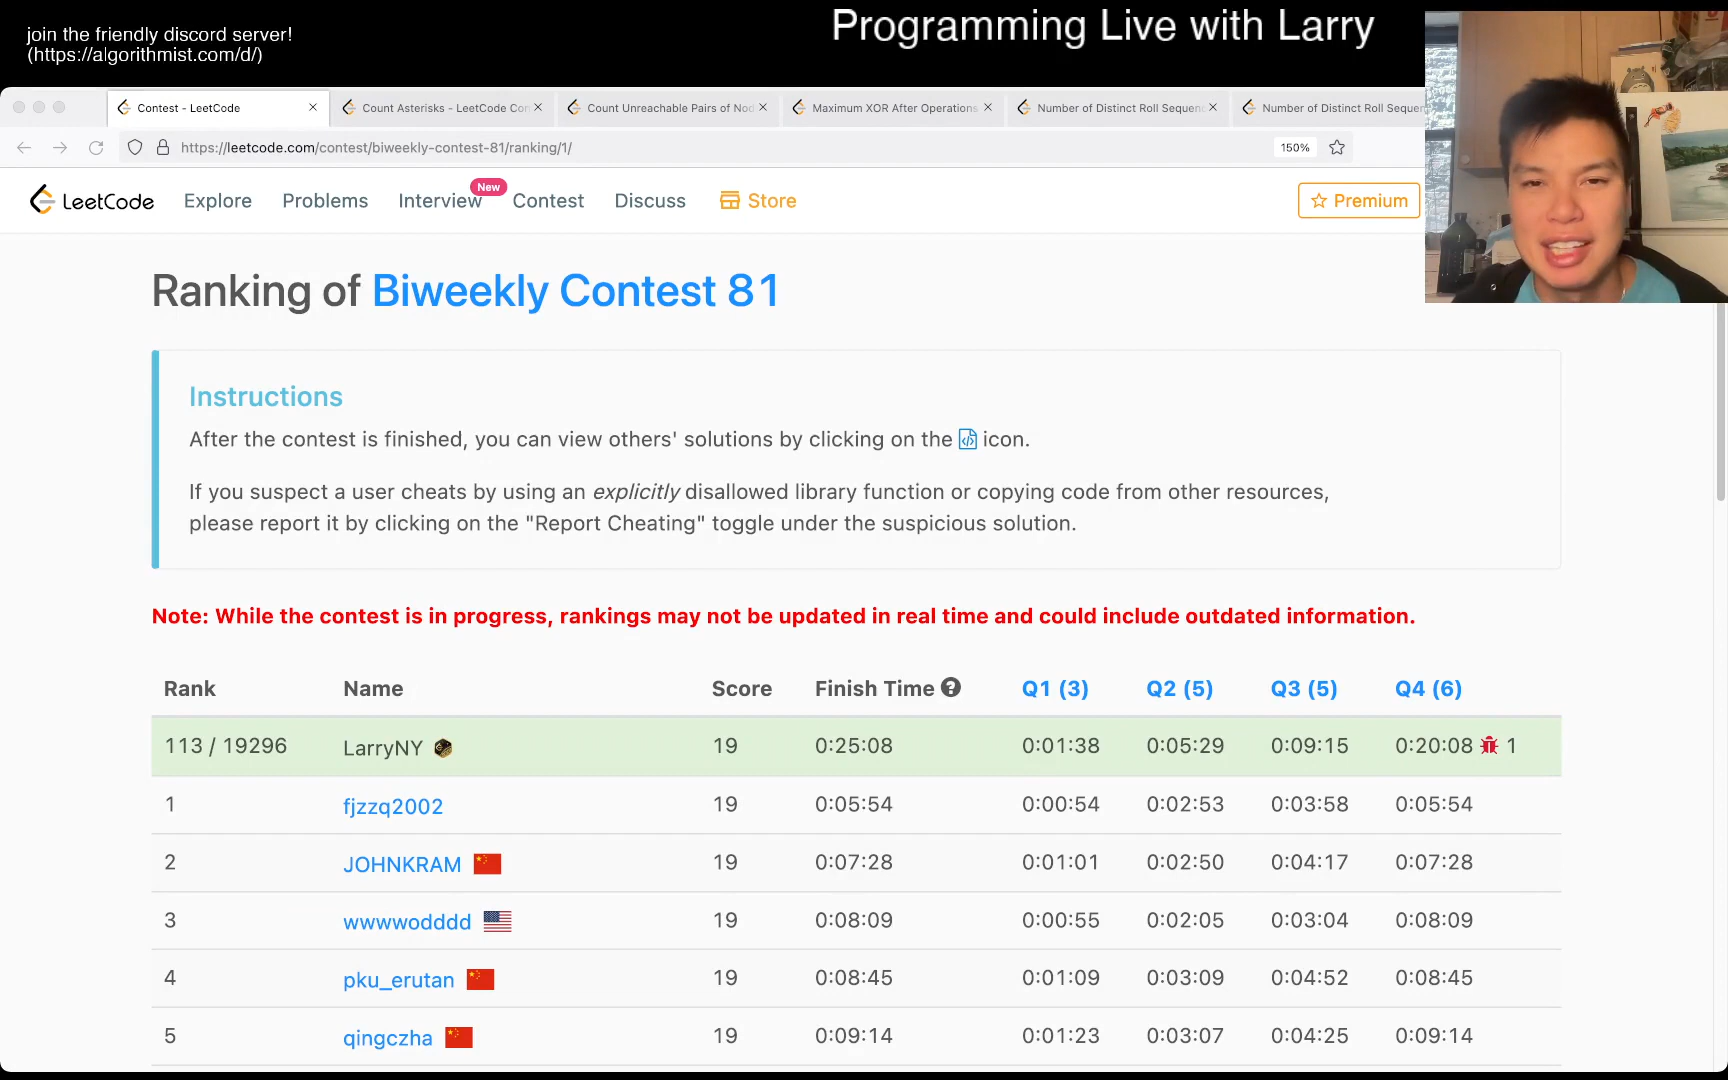 join the friendly discord server!
(https://algorithmist.com/d/)
Programming Live with Larry
Contest - LeetCode
Count Asterisks - LeetCode Con
Count Unreachable Pairs of Nod
Maximum XOR After Operations
Number of Distinct Roll Sequenc
Number of Distinct Roll Seque
https://leetcode.com/contest/biweekly-contest-81/ranking/1/
150%
LeetCode Explore Problems Interview New Contest Discuss Store Premium
Ranking of Biweekly Contest 81
Instructions
After the contest is finished, you can view others' solutions by clicking on the </> icon.
If you suspect a user cheats by using an explicitly disallowed library function or copying code from other resources,
please report it by clicking on the "Report Cheating" toggle under the suspicious solution.
Note: While the contest is in progress, rankings may not be updated in real time and could include outdated information.
Rank Name Score Finish Time ? Q1 (3) Q2 (5) Q3 (5) Q4 (6)
113 / 19296 LarryNY 19 0:25:08 0:01:38 0:05:29 0:09:15 0:20:08 1
1 fjzzq2002 19 0:05:54 0:00:54 0:02:53 0:03:58 0:05:54
2 JOHNKRAM 19 0:07:28 0:01:01 0:02:50 0:04:17 0:07:28
3 wwwwodddd 19 0:08:09 0:00:55 0:02:05 0:03:04 0:08:09
4 pku_erutan 19 0:08:45 0:01:09 0:03:09 0:04:52 0:08:45
5 qingczha 19 0:09:14 0:01:23 0:03:07 0:04:25 0:09:14